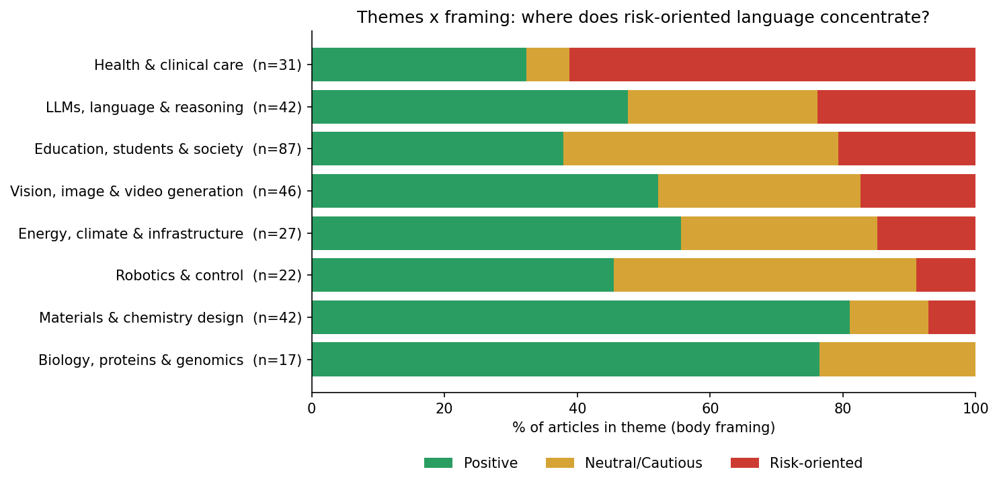 Themes x framing: where does risk-oriented language concentrate?
Health & clinical care (n=31)
LLMs, language & reasoning (n=42)
Education, students & society (n=87)
Vision, image & video generation (n=46)
Energy, climate & infrastructure (n=27)
Robotics & control (n=22)
Materials & chemistry design (n=42)
Biology, proteins & genomics (n=17)
0 20 40 60 80 100
% of articles in theme (body framing)
Positive Neutral/Cautious Risk-oriented